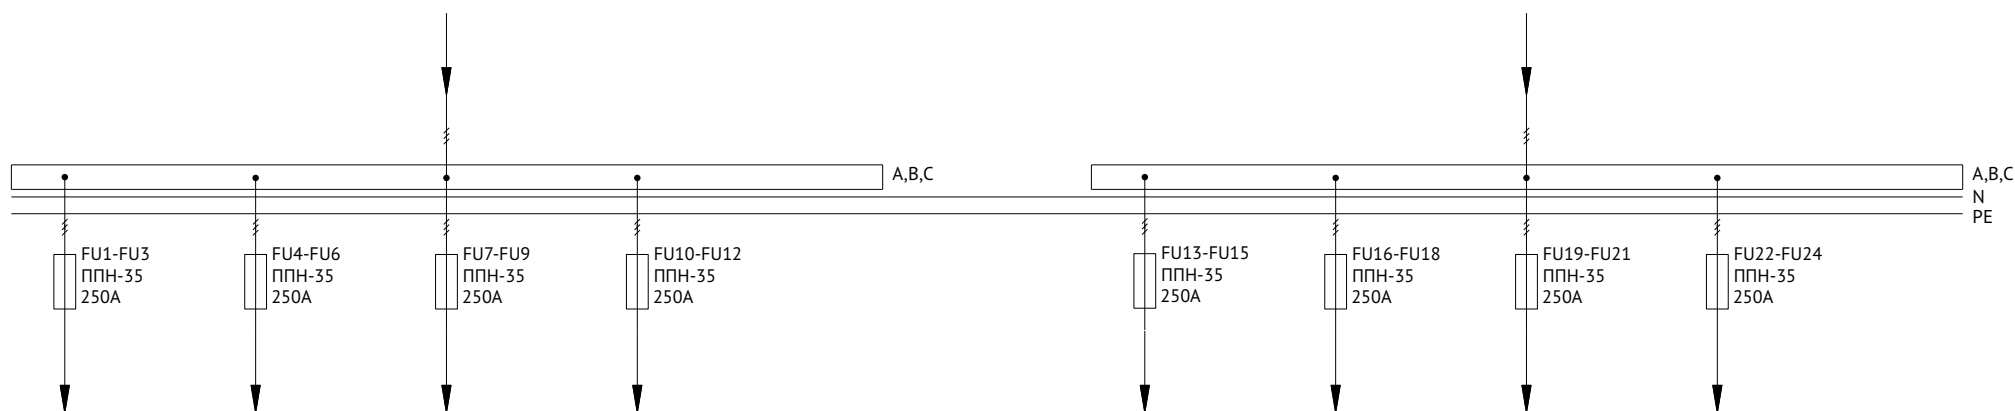 A,B,C
A,B,C
N
PE
FU1-FU3
ППН-35
250А
FU4-FU6
ППН-35
250А
FU7-FU9
ППН-35
250А
FU10-FU12
ППН-35
250А
FU13-FU15
ППН-35
250А
FU16-FU18
ППН-35
250А
FU19-FU21
ППН-35
250А
FU22-FU24
ППН-35
250А